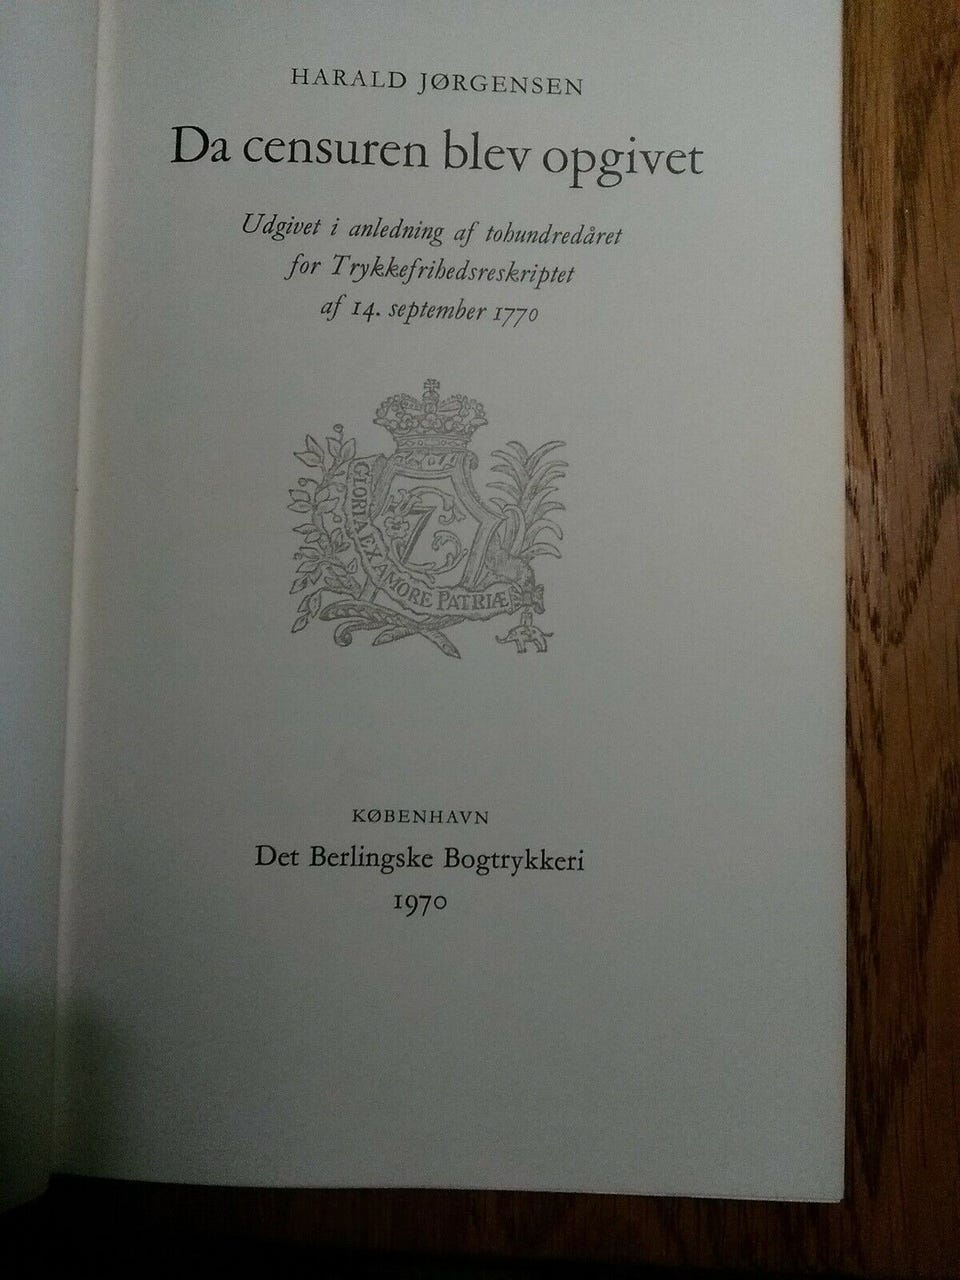 HARALD JØRGENSEN
Da censuren blev opgivet
Udgivet i anledning af tohundredåret
for Trykkefrihedsreskriptet
af 14. september 1770
GLORIA EX AMORE PATRIÆ
7
KØBENHAVN
Det Berlingske Bogtrykkeri
1970